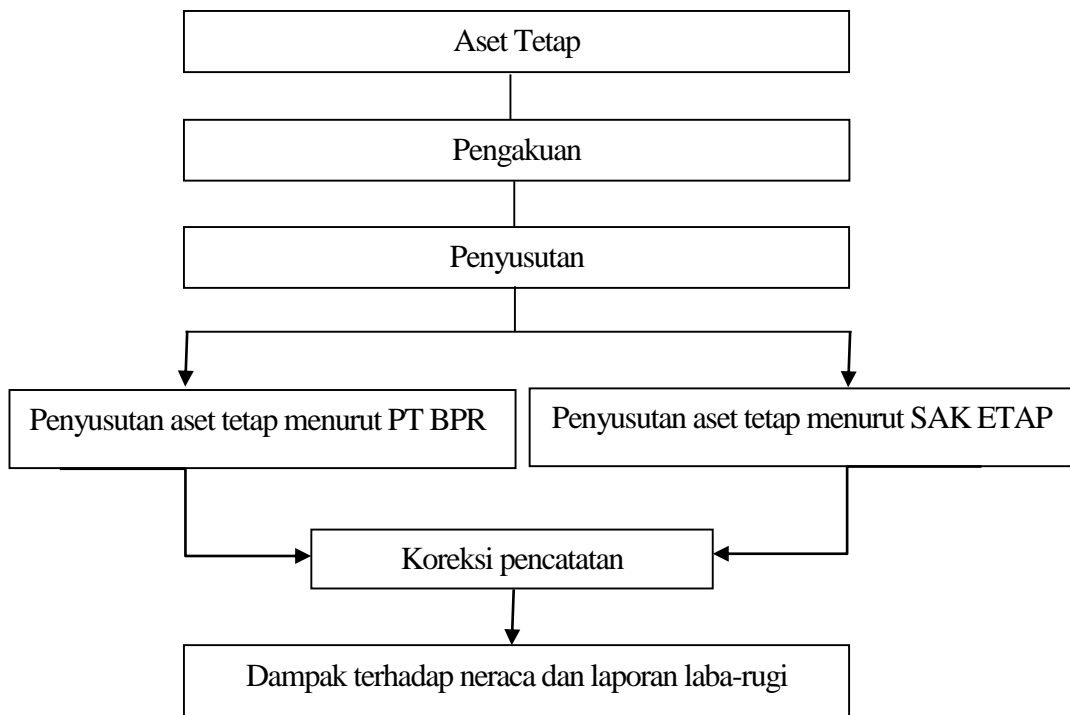 Aset Tetap
Pengakuan
Penyusutan
Penyusutan aset tetap menurut PT BPR
Penyusutan aset tetap menurut SAK ETAP
Koreksi pencatatan
Dampak terhadap neraca dan laporan laba-rugi